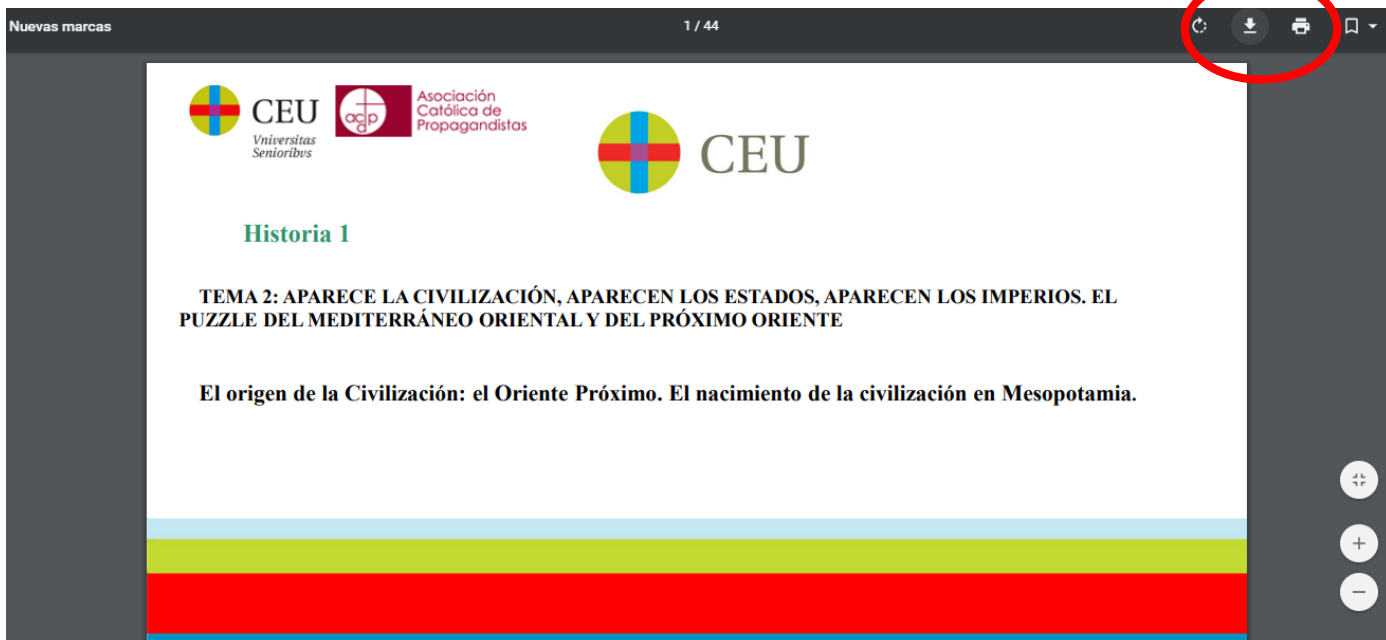 Nuevas marcas
1 / 44
CEU
Vniversitas
Senioribvs
acdp
Asociación
Católica de
Propagandistas
CEU
Historia 1
TEMA 2: APARECE LA CIVILIZACIÓN, APARECEN LOS ESTADOS, APARECEN LOS IMPERIOS. EL
PUZZLE DEL MEDITERRÁNEO ORIENTAL Y DEL PRÓXIMO ORIENTE
El origen de la Civilización: el Oriente Próximo. El nacimiento de la civilización en Mesopotamia.